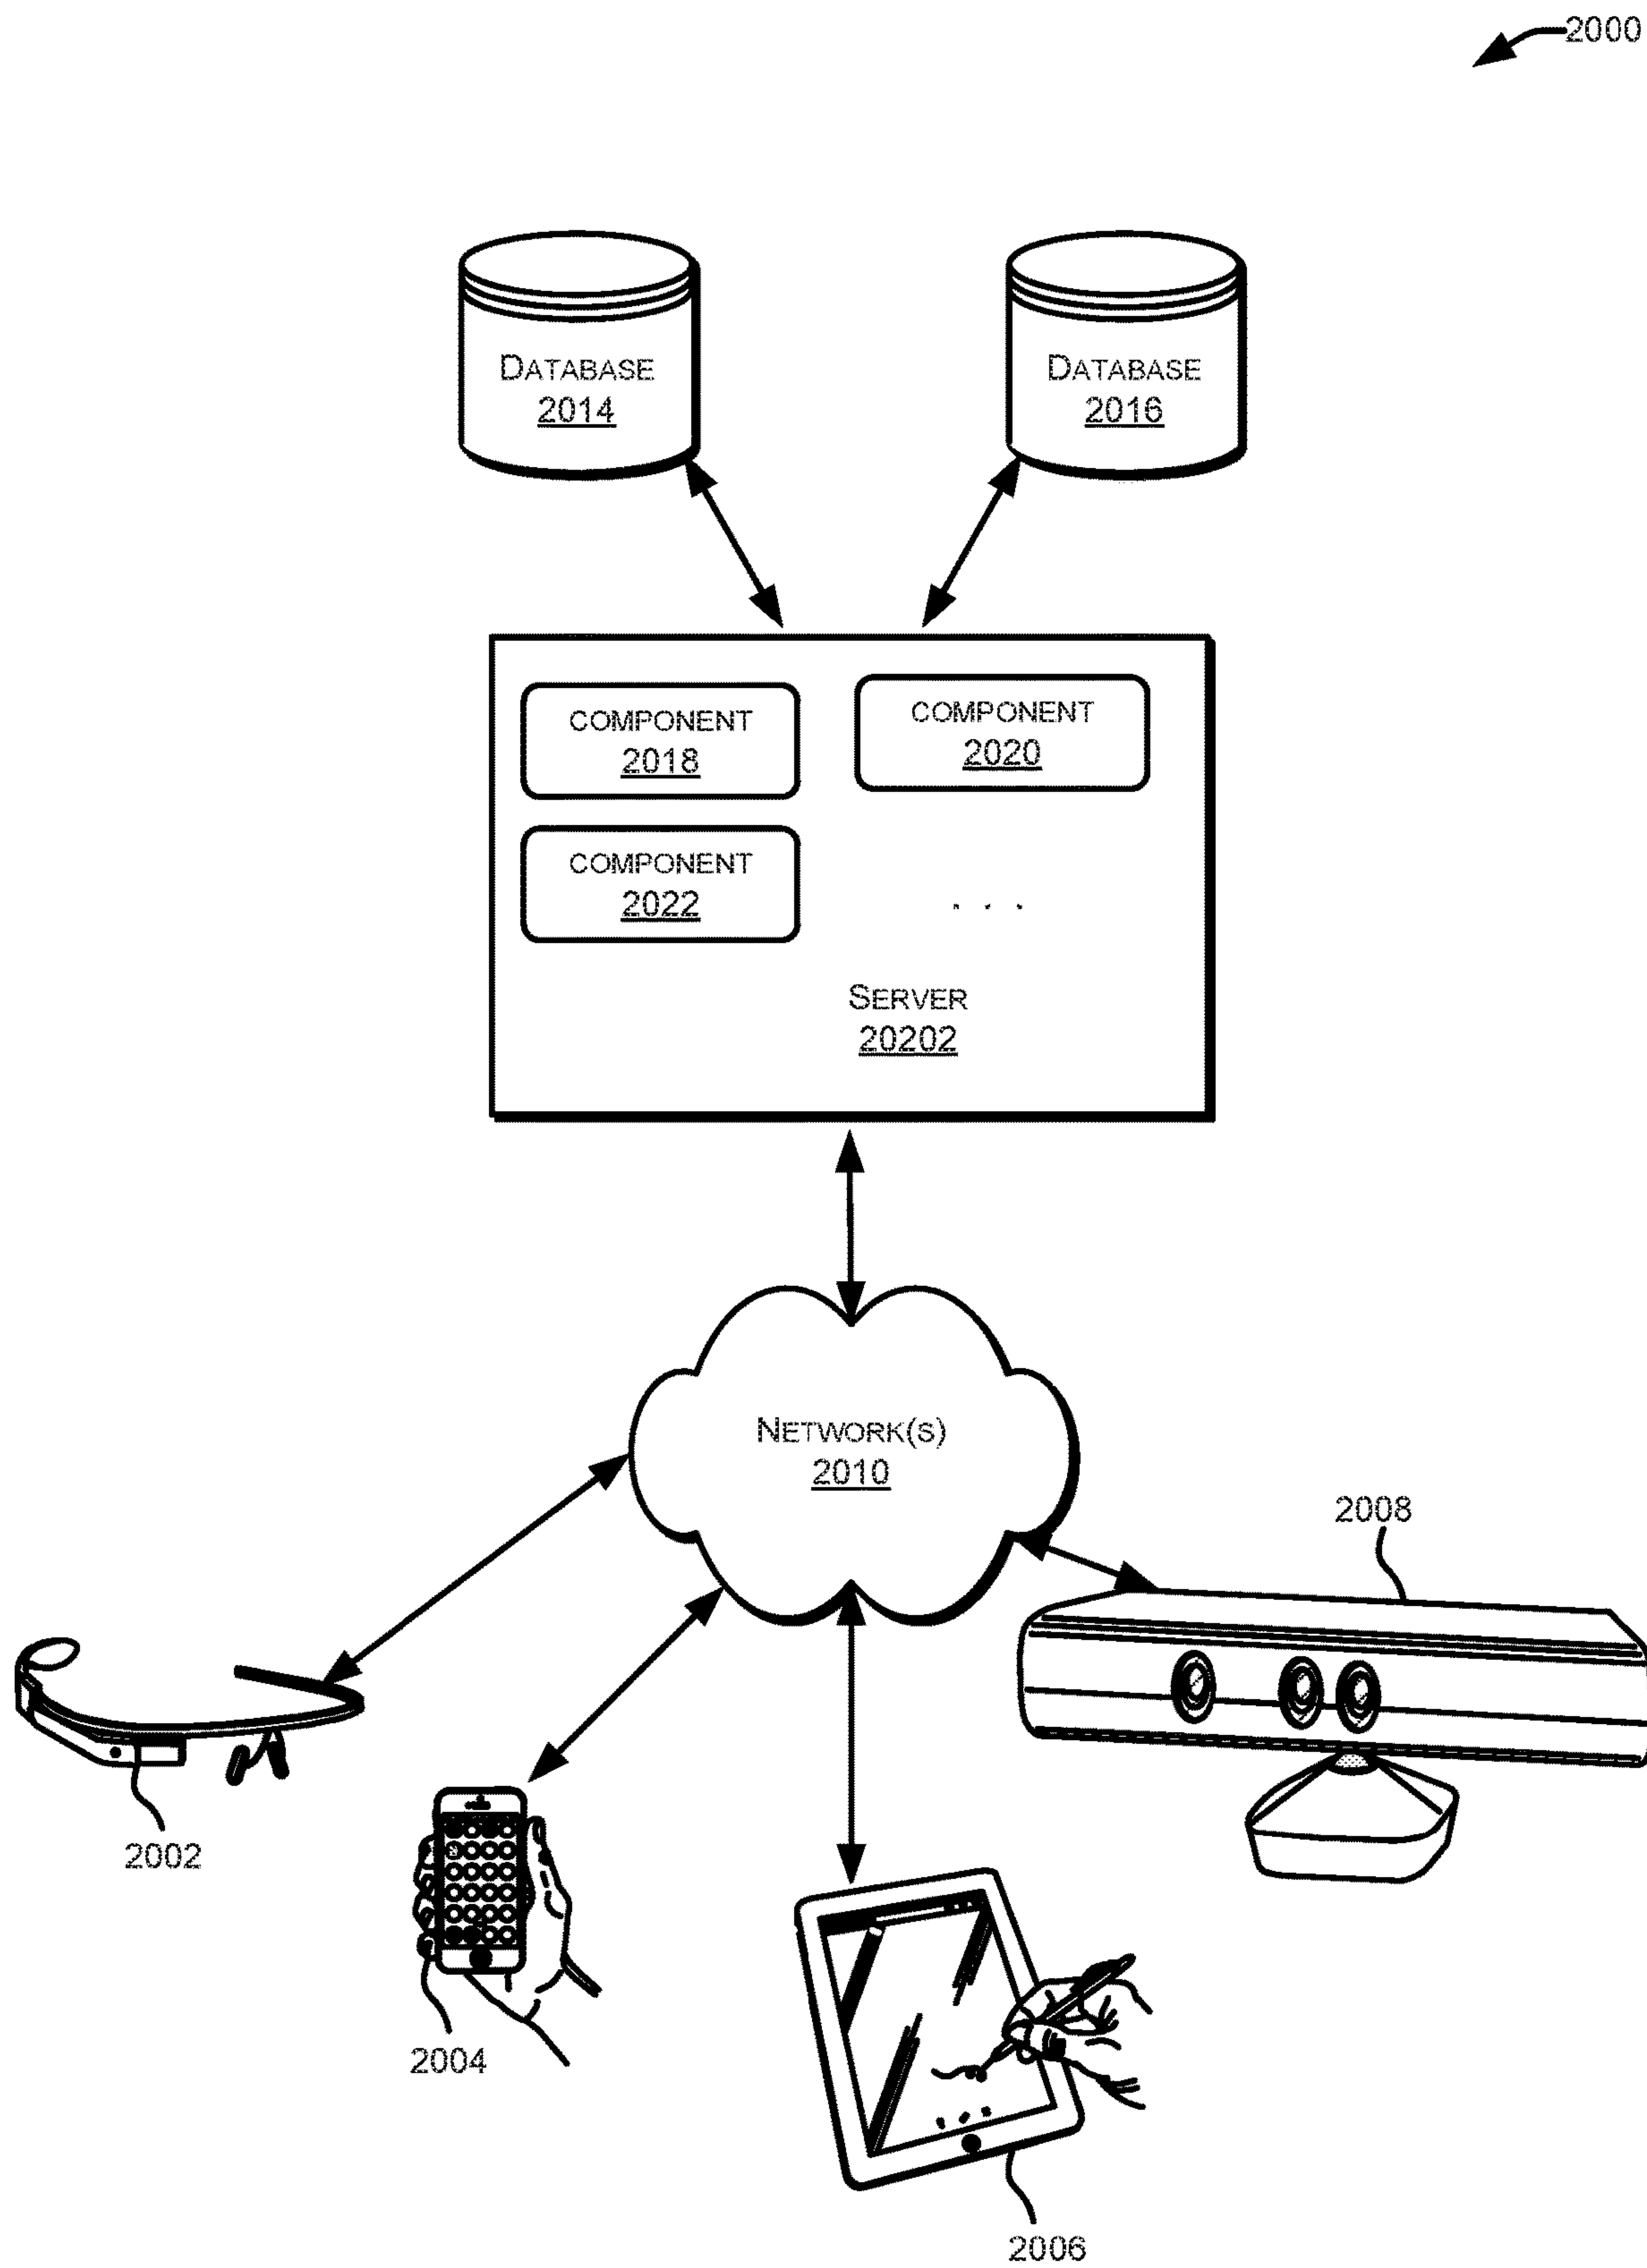 2000
DATABASE
2014
DATABASE
2016
COMPONENT
2018
COMPONENT
2020
COMPONENT
2022
. . .
SERVER
20202
NETWORK(S)
2010
2008
2002
2004
2006